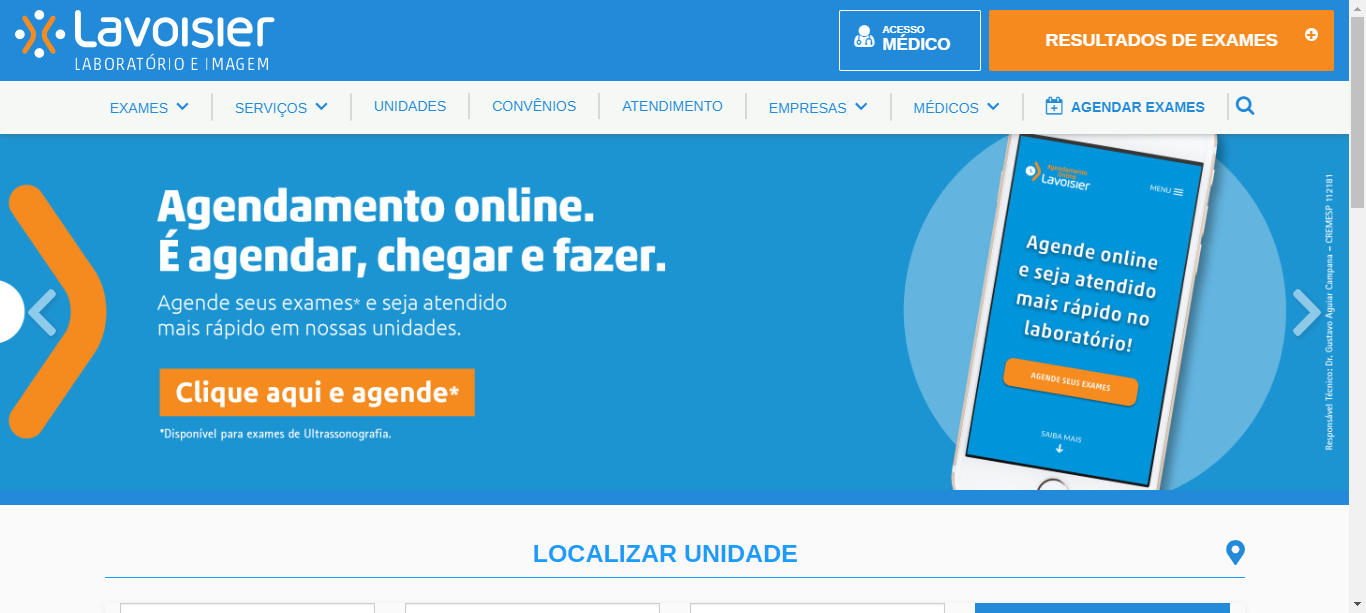 Lavoisier
LABORATÓRIO E IMAGEM
ACESSO
MÉDICO
RESULTADOS DE EXAMES
EXAMES
SERVIÇOS
UNIDADES
CONVÊNIOS
ATENDIMENTO
EMPRESAS
MÉDICOS
AGENDAR EXAMES
Agendamento online.
É agendar, chegar e fazer.
Agende seus exames* e seja atendido
mais rápido em nossas unidades.
Clique aqui e agende*
*Disponível para exames de Ultrassonografia.
Agendamento
Online
Lavoisier
MENU
Agende online
e seja atendido
mais rápido no
laboratório!
AGENDE SEUS EXAMES
SAIBA MAIS
Responsável Técnico: Dr. Gustavo Aguiar Campana – CREMESP 112181
LOCALIZAR UNIDADE